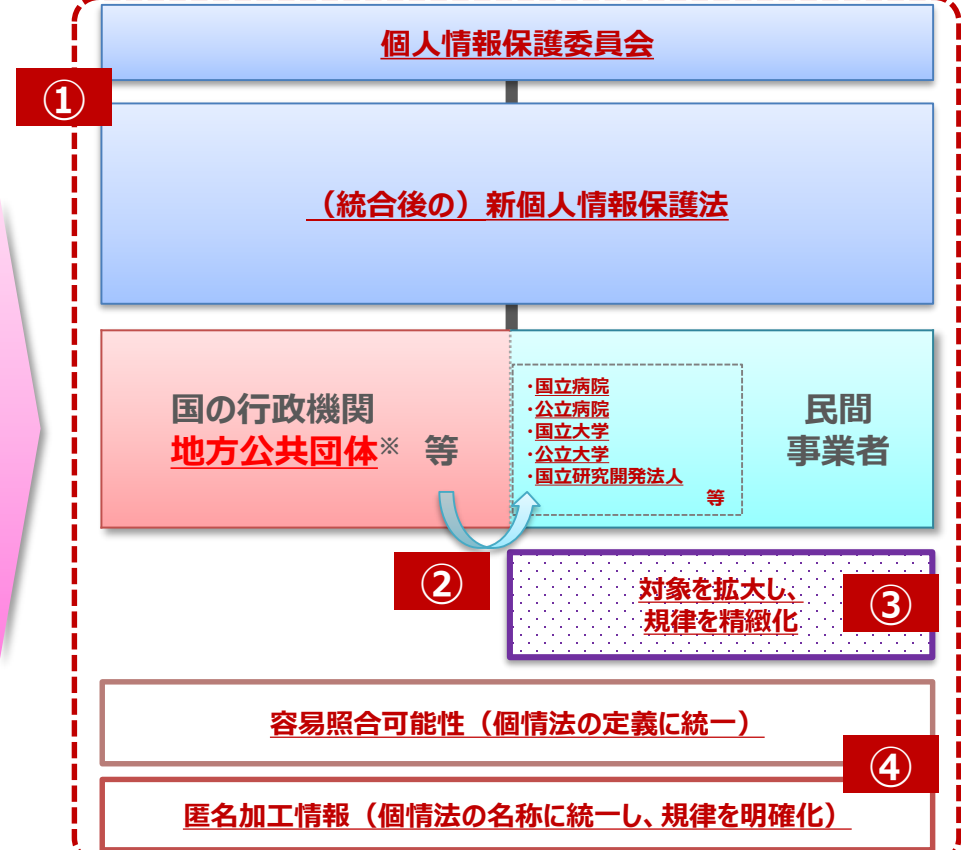 個人情報保護委員会
①
（統合後の）新個人情報保護法
国の行政機関
地方公共団体※ 等
・国立病院
・公立病院
・国立大学
・公立大学
・国立研究開発法人
等
民間
事業者
②
対象を拡大し、
規律を精緻化
③
容易照合可能性（個情法の定義に統一）
④
匿名加工情報（個情法の名称に統一し、規律を明確化）